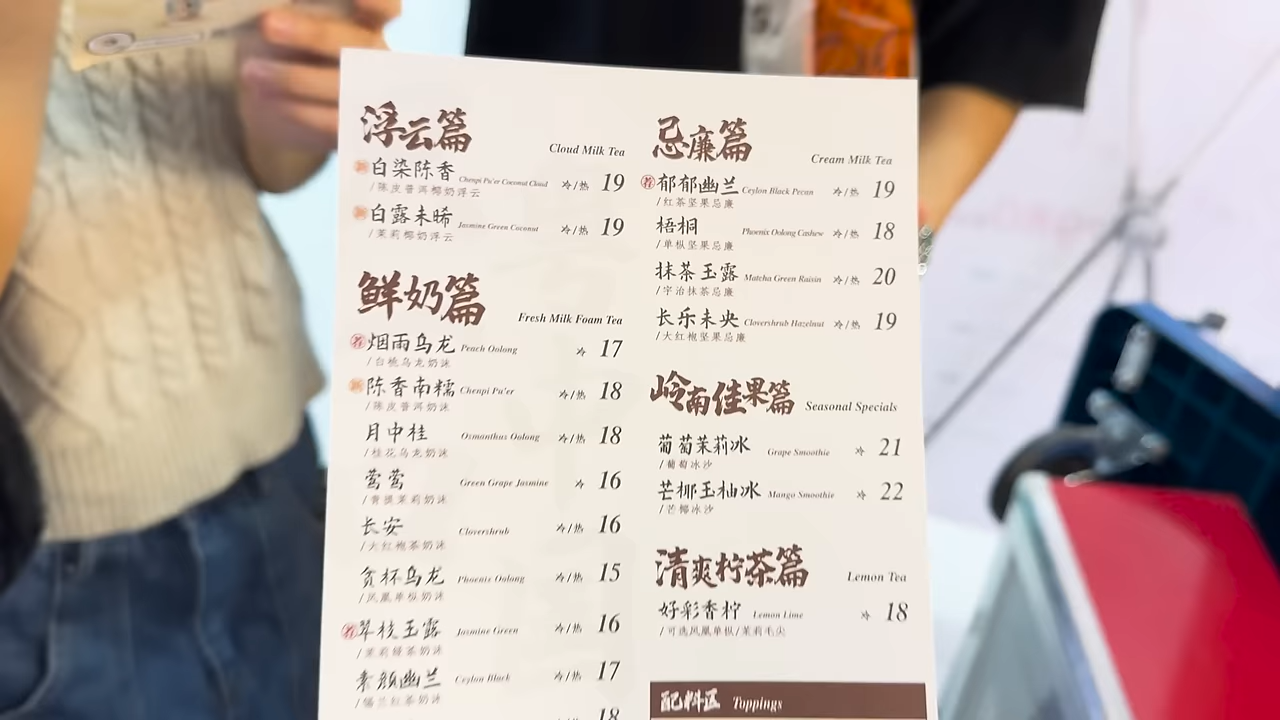 浮云篇
Cloud Milk Tea
新 白染陈香 Chenpi Pu'er Coconut Cloud 冷/热 19
/陈皮普洱椰奶浮云
新 白露未晞 Jasmine Green Coconut 冷/热 19
/茉莉椰奶浮云
鲜奶篇
Fresh Milk Foam Tea
荐 烟雨乌龙 Peach Oolong 冷 17
/白桃乌龙奶沫
新 陈香南糯 Chenpi Pu'er 冷/热 18
/陈皮普洱奶沫
月中桂 Osmanthus Oolong 冷/热 18
/桂花乌龙奶沫
莺莺 Green Grape Jasmine 冷 16
/青提茉莉奶沫
长安 Clovershrub 冷/热 16
/大红袍茶奶沫
贪杯乌龙 Phoenix Oolong 冷/热 15
/凤凰单枞奶沫
荐 翠枝玉露 Jasmine Green 冷/热 16
/茉莉绿茶奶沫
素颜幽兰 Ceylon Black 冷/热 17
/锡兰红茶奶沫
18
忌廉篇
Cream Milk Tea
荐 郁郁幽兰 Ceylon Black Pecan 冷/热 19
/红茶坚果忌廉
梧桐 Phoenix Oolong Cashew 冷/热 18
/单枞坚果忌廉
抹茶玉露 Matcha Green Raisin 冷/热 20
/宇治抹茶忌廉
长乐未央 Clovershrub Hazelnut 冷/热 19
/大红袍坚果忌廉
岭南佳果篇
Seasonal Specials
葡萄茉莉冰 Grape Smoothie 冷 21
/葡萄冰沙
芒椰玉柚冰 Mango Smoothie 冷 22
/芒椰冰沙
清爽柠茶篇
Lemon Tea
好彩香柠 Lemon Lime 冷 18
/可选凤凰单枞/茉莉毛尖
配料区 Toppings